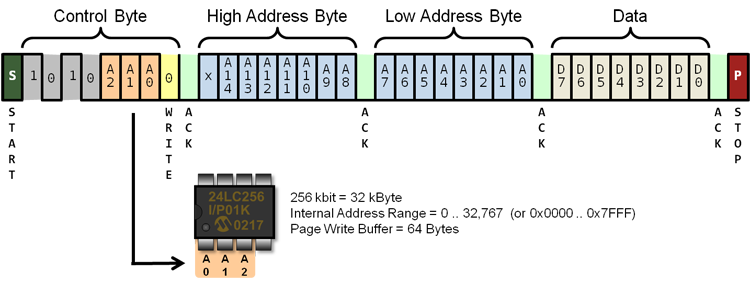 Control Byte High Address Byte Low Address Byte Data
S 1 0 1 0 A2 A1 A0 0 x A14 A13 A12 A11 A10 A9 A8 A7 A6 A5 A4 A3 A2 A1 A0 D7 D6 D5 D4 D3 D2 D1 D0 P
START WRITE ACK ACK ACK ACK STOP
24LC256
I/P01K
0217
A0 A1 A2
256 kbit = 32 kByte
Internal Address Range = 0 .. 32,767 (or 0x0000 .. 0x7FFF)
Page Write Buffer = 64 Bytes